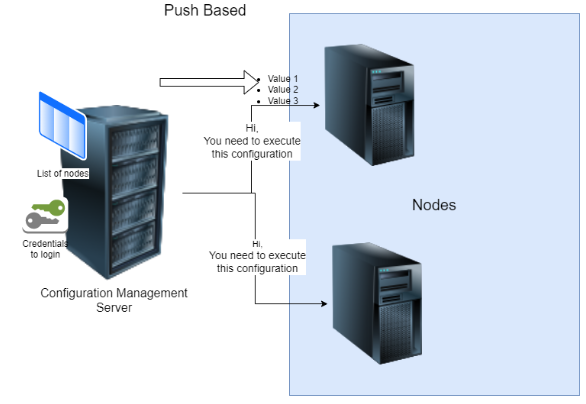 Push Based
Value 1
Value 2
Value 3
Hi,
You need to execute
this configuration
List of nodes
Nodes
Credentials
to login
Hi,
You need to execute
this configuration
Configuration Management
Server